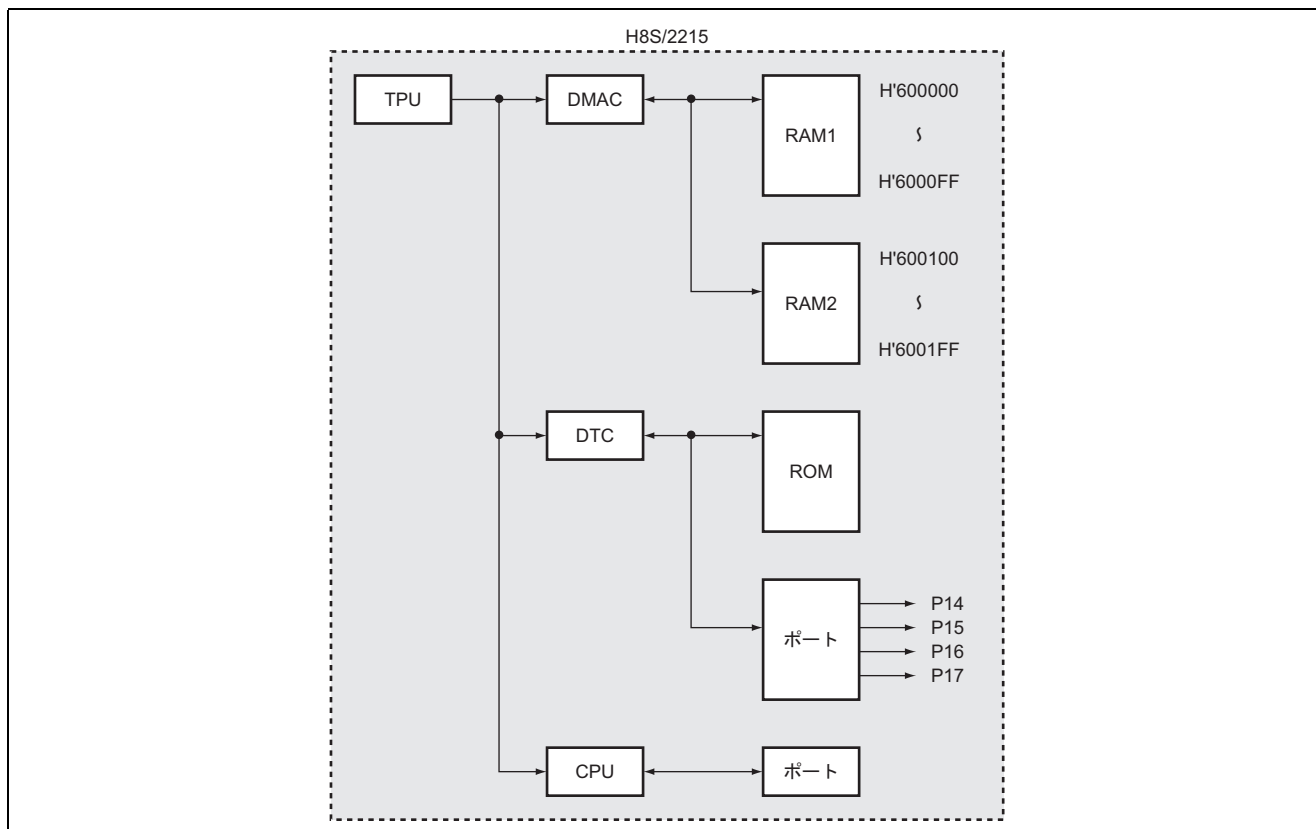 H8S/2215
TPU
DMAC
RAM1
H'600000
∫
H'6000FF
RAM2
H'600100
∫
H'6001FF
DTC
ROM
ポート
P14
P15
P16
P17
CPU
ポート